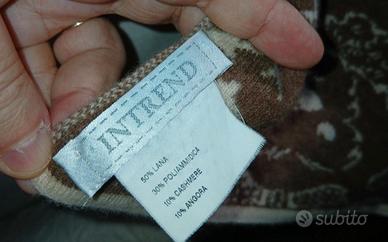 INTREND
50% LANA
30% POLIAMMIDICA
10% CASHMERE
10% ANGORA
subito